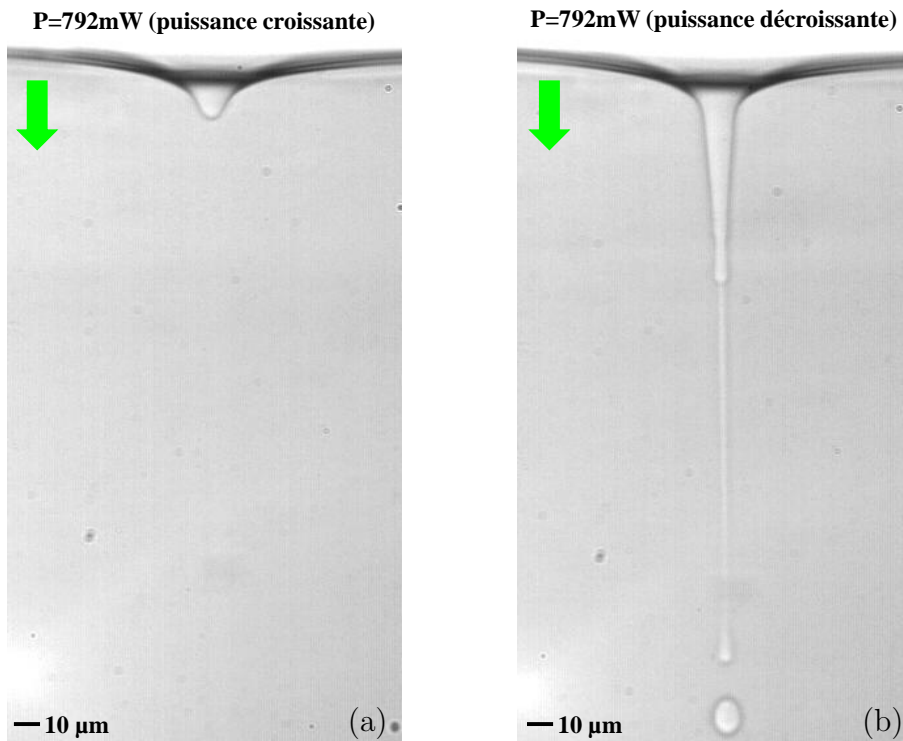 P=792mW (puissance croissante)
P=792mW (puissance décroissante)
10 µm
(a)
10 µm
(b)